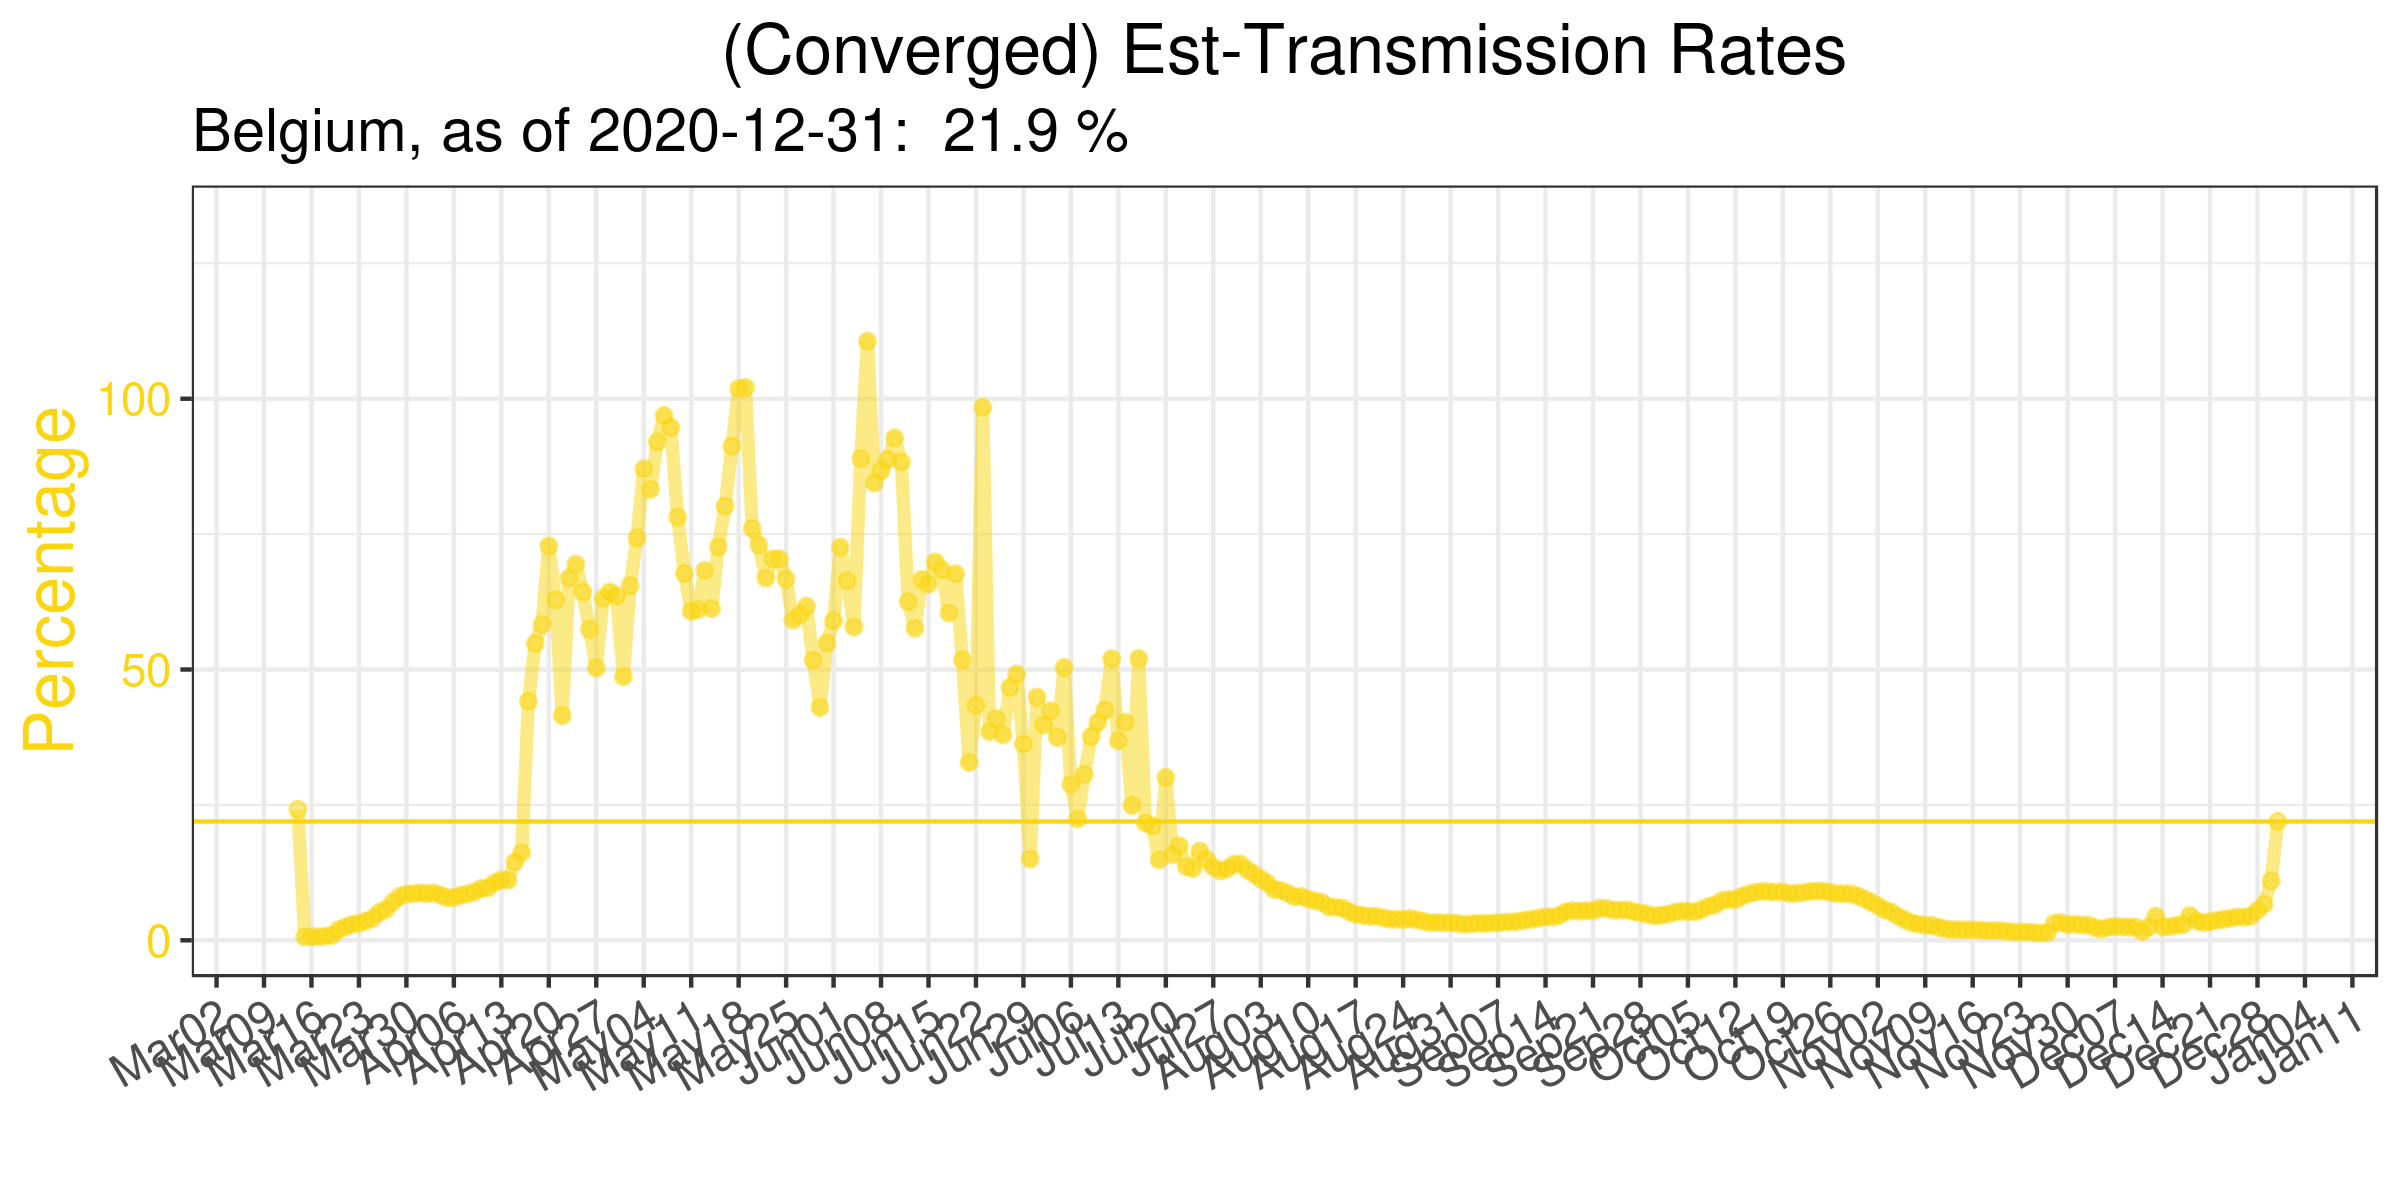 (Converged) Est-Transmission Rates
Belgium, as of 2020-12-31:  21.9 %
Percentage
100
50
0
Mar02
Mar09
Mar16
Mar23
Mar30
Apr06
Apr13
Apr20
Apr27
May04
May11
May18
May25
Jun01
Jun08
Jun15
Jun22
Jun29
Jul06
Jul13
Jul20
Jul27
Aug03
Aug10
Aug17
Aug24
Aug31
Sep07
Sep14
Sep21
Sep28
Oct05
Oct12
Oct19
Oct26
Nov02
Nov09
Nov16
Nov23
Nov30
Dec07
Dec14
Dec21
Dec28
Jan04
Jan11